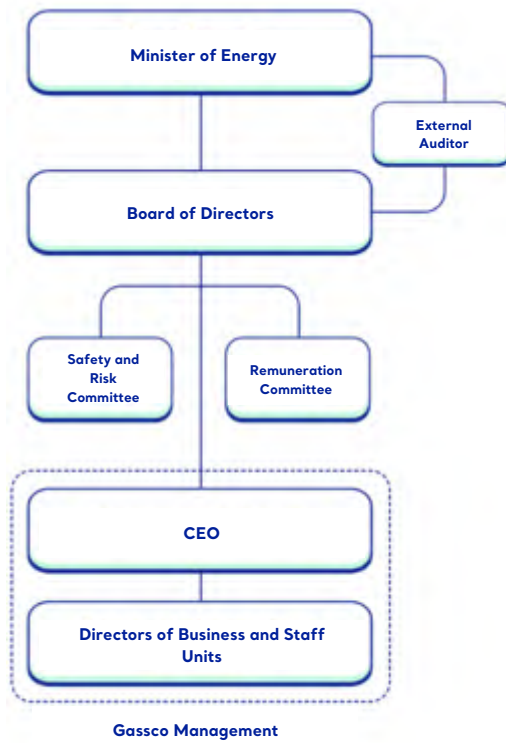 Minister of Energy
External
Auditor
Board of Directors
Safety and
Risk
Committee
Remuneration
Committee
CEO
Directors of Business and Staff
Units
Gassco Management